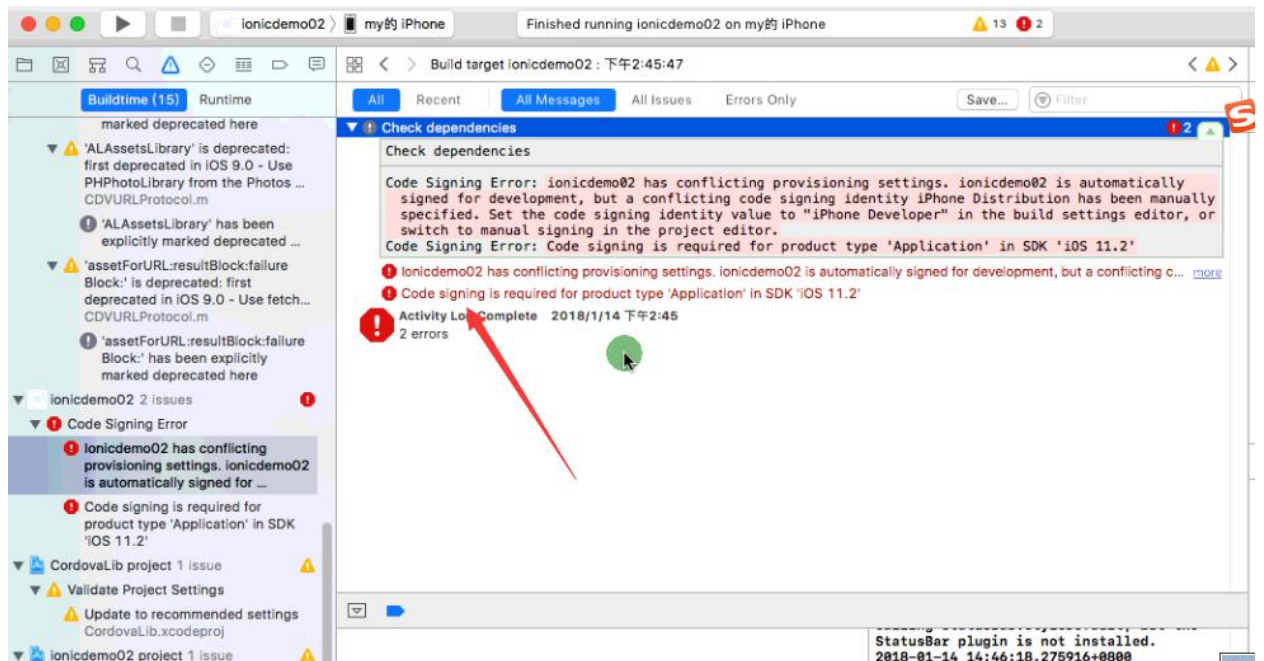 ionicdemo02 〉 my的 iPhone
Finished running ionicdemo02 on my的 iPhone
13
2
Build target ionicdemo02 : 下午2:45:47
Buildtime (15) Runtime
All Recent All Messages All Issues Errors Only Save... Filter
marked deprecated here
'ALAssetsLibrary' is deprecated:
first deprecated in iOS 9.0 - Use
PHPhotoLibrary from the Photos ...
CDVURLProtocol.m
'ALAssetsLibrary' has been
explicitly marked deprecated ...
'assetForURL:resultBlock:failure
Block:' is deprecated: first
deprecated in iOS 9.0 - Use fetch...
CDVURLProtocol.m
'assetForURL:resultBlock:failure
Block:' has been explicitly
marked deprecated here
ionicdemo02 2 issues
Code Signing Error
Ionicdemo02 has conflicting
provisioning settings. ionicdemo02
is automatically signed for ...
Code signing is required for
product type 'Application' in SDK
'iOS 11.2'
CordovaLib project 1 issue
Validate Project Settings
Update to recommended settings
CordovaLib.xcodeproj
ionicdemo02 project 1 issue
Check dependencies
2
Check dependencies
Code Signing Error: ionicdemo02 has conflicting provisioning settings. ionicdemo02 is automatically
signed for development, but a conflicting code signing identity iPhone Distribution has been manually
specified. Set the code signing identity value to "iPhone Developer" in the build settings editor, or
switch to manual signing in the project editor.
Code Signing Error: Code signing is required for product type 'Application' in SDK 'iOS 11.2'
Ionicdemo02 has conflicting provisioning settings. ionicdemo02 is automatically signed for development, but a conflicting c... more
Code signing is required for product type 'Application' in SDK 'iOS 11.2'
Activity Log Complete 2018/1/14 下午2:45
2 errors
StatusBar plugin is not installed.
2018-01-14 14:46:18.275916+0800